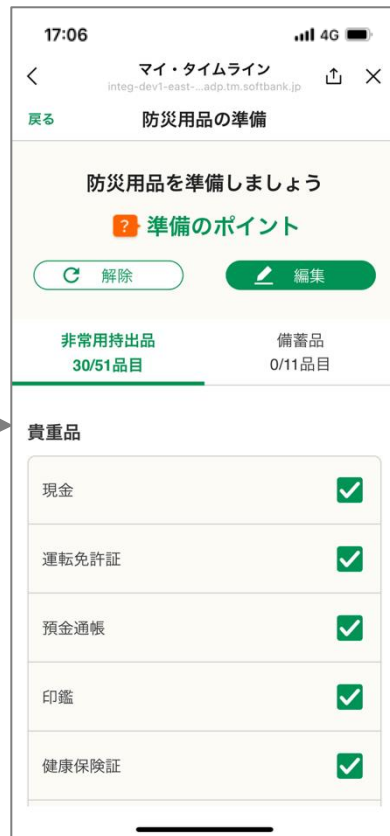 17:06
4G
マイ・タイムライン
integ-dev1-east-...adp.tm.softbank.jp
戻る
防災用品の準備
防災用品を準備しましょう
? 準備のポイント
解除
編集
非常用持出品
30/51品目
備蓄品
0/11品目
貴重品
現金
運転免許証
預金通帳
印鑑
健康保険証